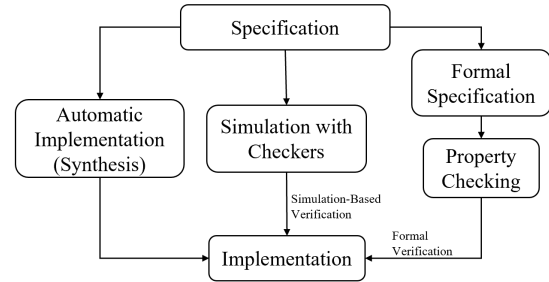 Specification
Formal
Specification
Automatic
Implementation
(Synthesis)
Simulation with
Checkers
Property
Checking
Simulation-Based
Verification
Formal
Verification
Implementation